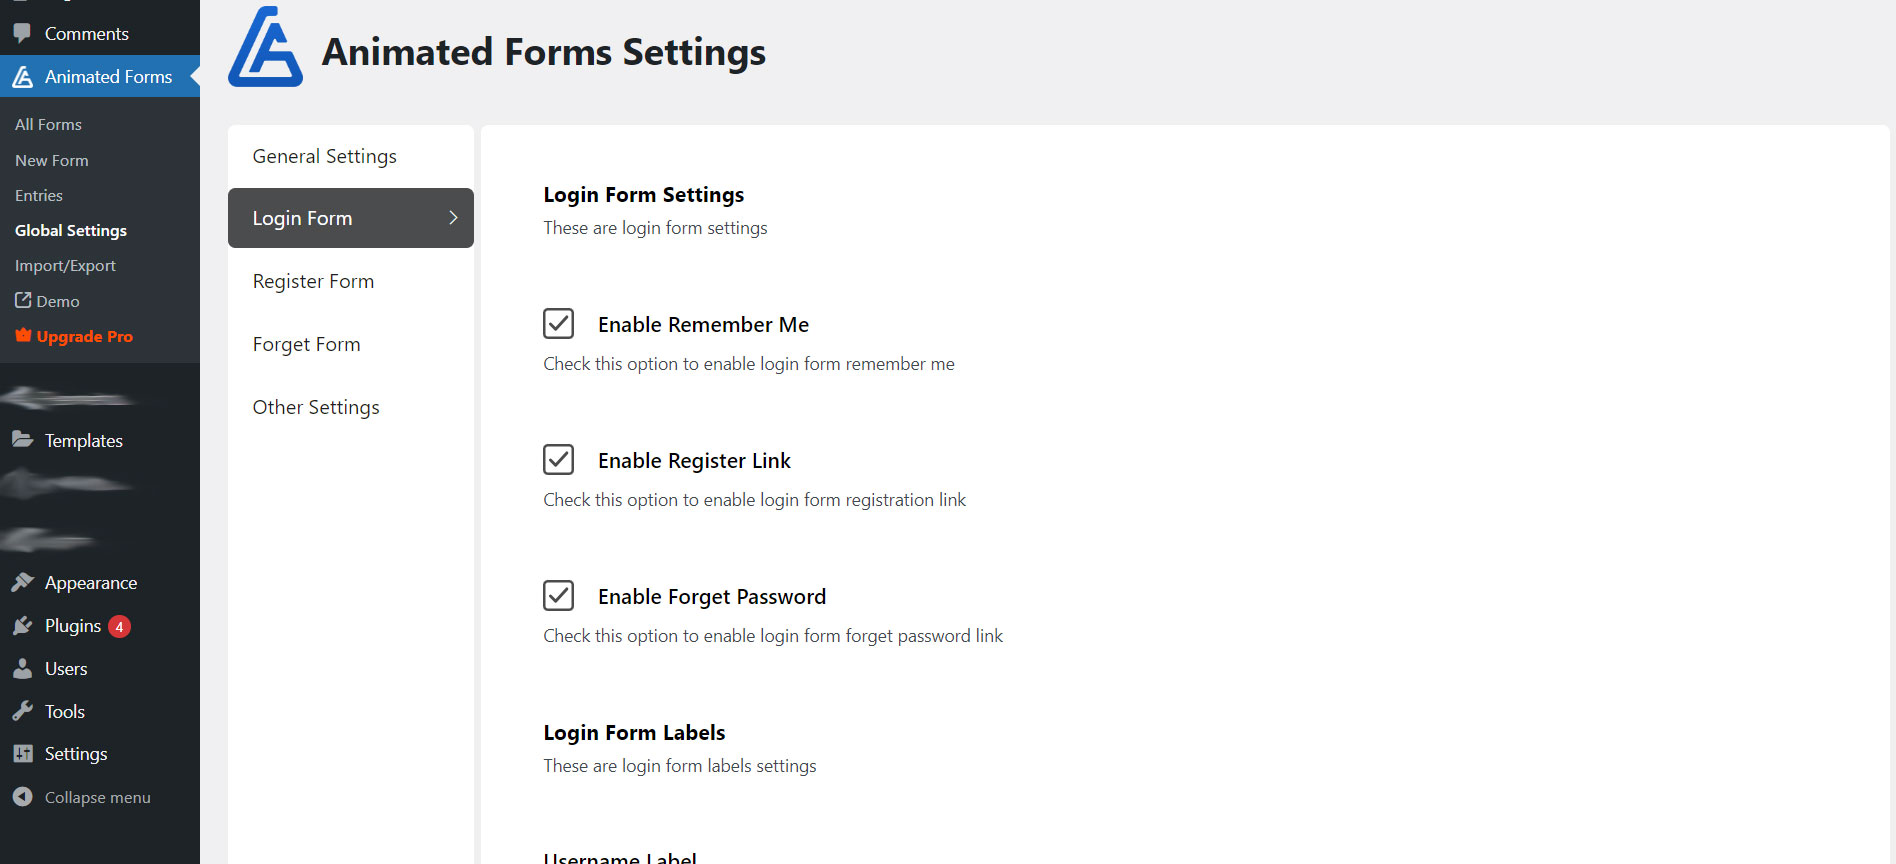 Comments
Animated Forms
All Forms
New Form
Entries
Global Settings
Import/Export
Demo
Upgrade Pro
Templates
Appearance
Plugins 4
Users
Tools
Settings
Collapse menu
Animated Forms Settings
General Settings
Login Form
Register Form
Forget Form
Other Settings
Login Form Settings
These are login form settings
Enable Remember Me
Check this option to enable login form remember me
Enable Register Link
Check this option to enable login form registration link
Enable Forget Password
Check this option to enable login form forget password link
Login Form Labels
These are login form labels settings
Username Label